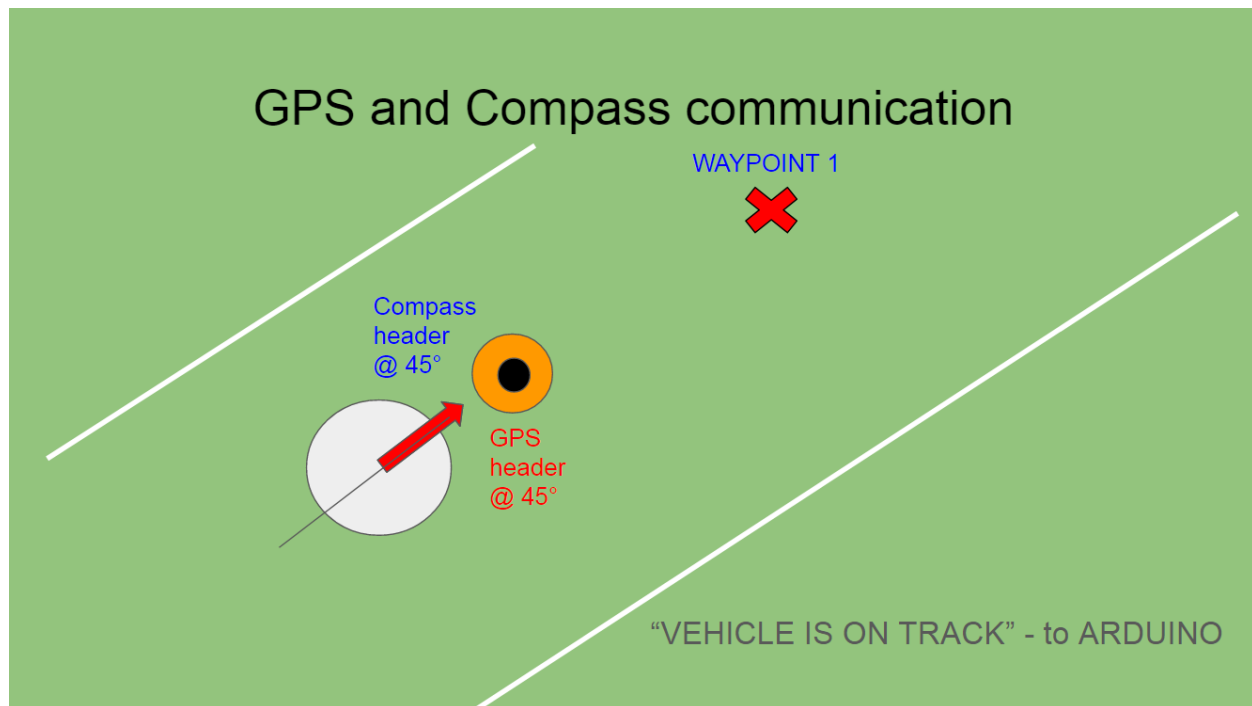 GPS and Compass communication
WAYPOINT 1
Compass
header
@ 45°
GPS
header
@ 45°
“VEHICLE IS ON TRACK” - to ARDUINO